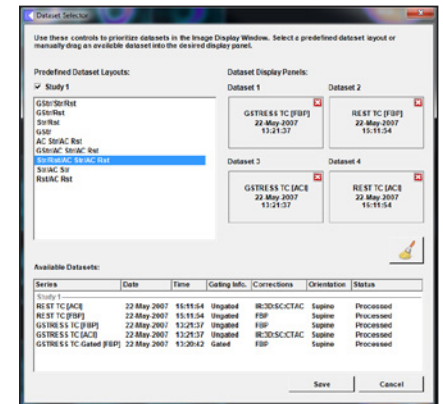 Dataset Selector
Use these controls to prioritize datasets in the Image Display Window. Select a predefined dataset layout or
manually drag an available dataset into the desired display panel.
Predefined Dataset Layouts:
Study 1
GStr/Str/Rst
GStr/Rst
Str/Rst
GStr
AC Str/AC Rst
GStr/AC Str/AC Rst
Str/Rst/AC Str/AC Rst
Str/AC Str
Rst/AC Rst
Dataset Display Panels:
Dataset 1
Dataset 2
GSTRESS TC [FBP]
22-May-2007
13:21:37
REST TC [FBP]
22-May-2007
15:11:54
Dataset 3
Dataset 4
GSTRESS TC [ACI]
22-May-2007
13:21:37
REST TC [ACI]
22-May-2007
15:11:54
Available Datasets:
Series Date Time Gating Info. Corrections Orientation Status
Study 1
REST TC [ACI] 22-May-2007 15:11:54 Ungated IR:3D:SC:CTAC Supine Processed
REST TC [FBP] 22-May-2007 15:11:54 Ungated FBP Supine Processed
GSTRESS TC [FBP] 22-May-2007 13:21:37 Ungated FBP Supine Processed
GSTRESS TC [ACI] 22-May-2007 13:21:37 Ungated IR:3D:SC:CTAC Supine Processed
GSTRESS TC Gated [FBP] 22-May-2007 13:20:42 Gated FBP Supine Processed
Save Cancel